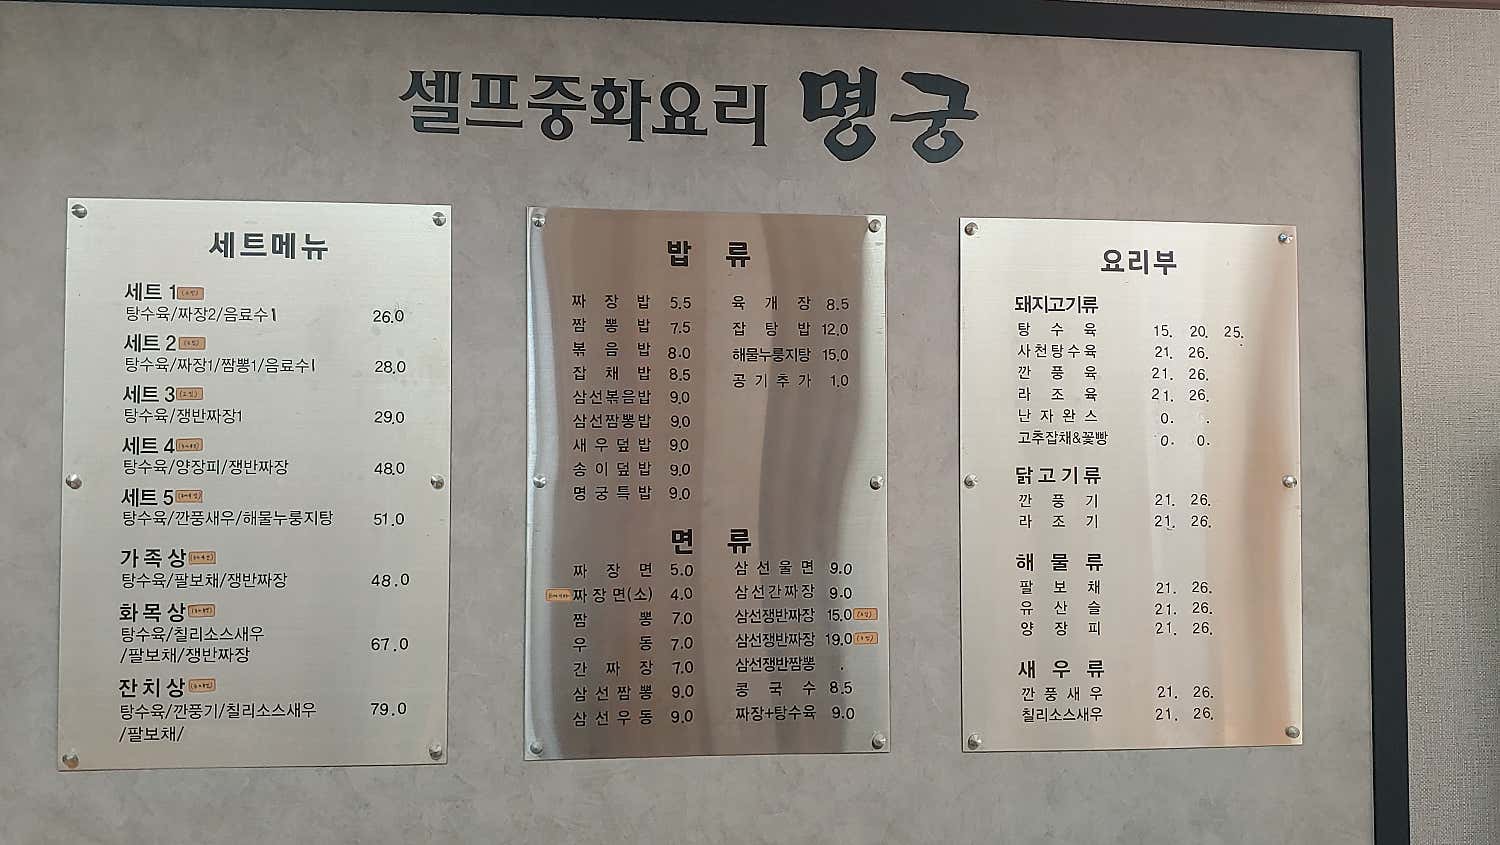 셀프중화요리 명궁
세트메뉴
세트 1
탕수육/짜장2/음료수1 26.0
세트 2
탕수육/짜장1/짬뽕1/음료수1 28.0
세트 3
탕수육/쟁반짜장1 29.0
세트 4
탕수육/양장피/쟁반짜장 48.0
세트 5
탕수육/깐풍새우/해물누룽지탕 51.0
가족상
탕수육/팔보채/쟁반짜장 48.0
화목상
탕수육/칠리소스새우
/팔보채/쟁반짜장 67.0
잔치상
탕수육/깐풍기/칠리소스새우 79.0
/팔보채/
밥 류
짜장밥 5.5
짬뽕밥 7.5
볶음밥 8.0
잡채밥 8.5
삼선볶음밥 9.0
삼선짬뽕밥 9.0
새우덮밥 9.0
송이덮밥 9.0
명궁특밥 9.0
육개장 8.5
잡탕밥 12.0
해물누룽지탕 15.0
공기추가 1.0
면 류
짜장면 5.0
짜장면(소) 4.0
짬뽕 7.0
우동 7.0
간짜장 7.0
삼선짬뽕 9.0
삼선우동 9.0
삼선울면 9.0
삼선간짜장 9.0
삼선쟁반짜장 15.0
삼선쟁반짜장 19.0
삼선쟁반짬뽕 .
콩국수 8.5
짜장+탕수육 9.0
요리부
돼지고기류
탕수육 15. 20. 25.
사천탕수육 21. 26.
깐풍육 21. 26.
라조육 21. 26.
난자완스 0. .
고추잡채&꽃빵 0. 0.
닭고기류
깐풍기 21. 26.
라조기 21. 26.
해물류
팔보채 21. 26.
유산슬 21. 26.
양장피 21. 26.
새우류
깐풍새우 21. 26.
칠리소스새우 21. 26.